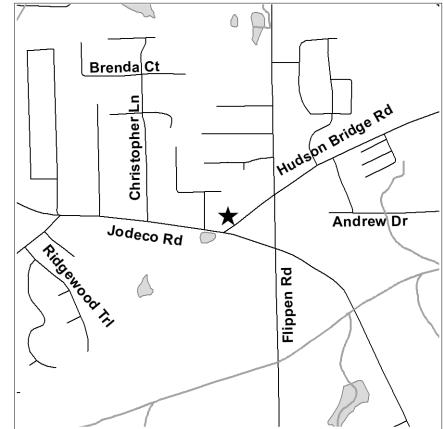 Brenda Ct
Christopher Ln
Hudson Bridge Rd
Andrew Dr
Jodeco Rd
Ridgewood Trl
Flippen Rd